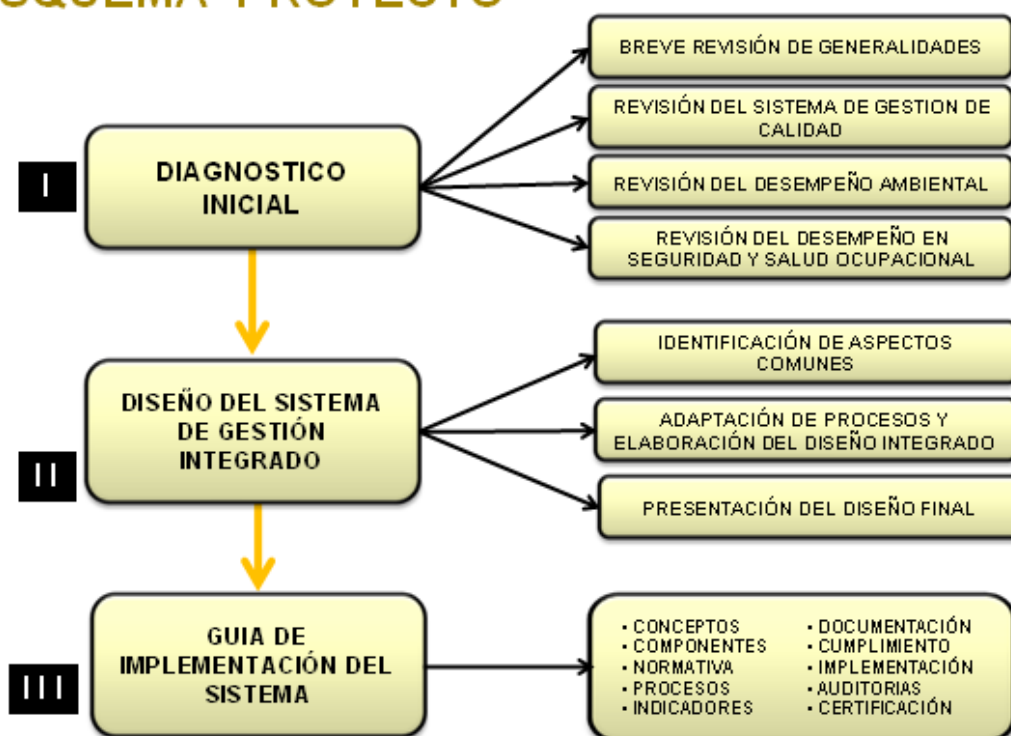 PROYECTO
I
DIAGNOSTICO
INICIAL
BREVE REVISIÓN DE GENERALIDADES
REVISIÓN DEL SISTEMA DE GESTION DE
CALIDAD
REVISIÓN DEL DESEMPEÑO AMBIENTAL
REVISIÓN DEL DESEMPEÑO EN
SEGURIDAD Y SALUD OCUPACIONAL
II
DISEÑO DEL SISTEMA
DE GESTIÓN
INTEGRADO
IDENTIFICACIÓN DE ASPECTOS
COMUNES
ADAPTACIÓN DE PROCESOS Y
ELABORACIÓN DEL DISEÑO INTEGRADO
PRESENTACIÓN DEL DISEÑO FINAL
III
GUIA DE
IMPLEMENTACIÓN DEL
SISTEMA
• CONCEPTOS
• COMPONENTES
• NORMATIVA
• PROCESOS
• INDICADORES
• DOCUMENTACIÓN
• CUMPLIMIENTO
• IMPLEMENTACIÓN
• AUDITORIAS
• CERTIFICACIÓN